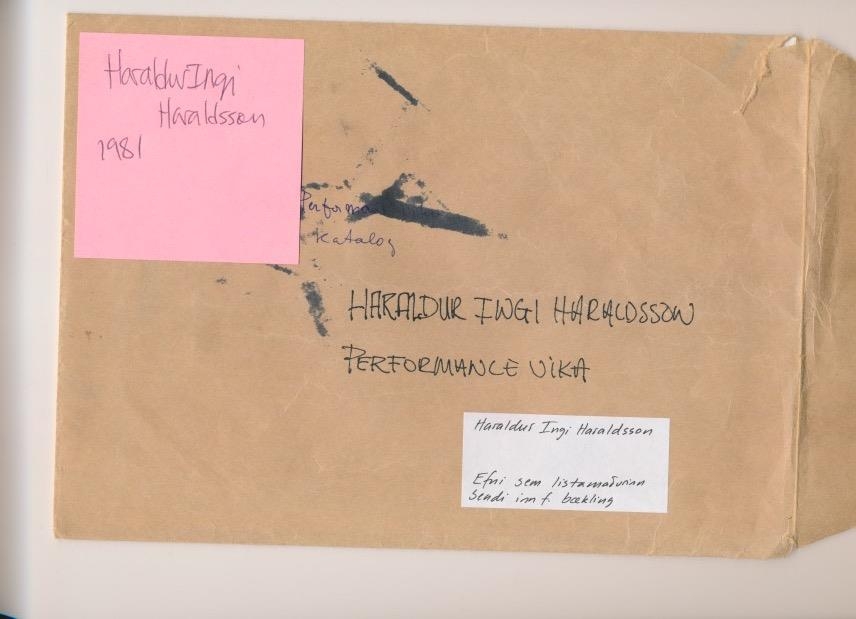 Haraldur Ingi
Haraldsson
1981
Katalog
HARALDUR INGI HARALDSSON
PERFORMANCE VIKA
Haraldur Ingi Haraldsson
Efni sem listamaðurinn
sendi inn f. bækling